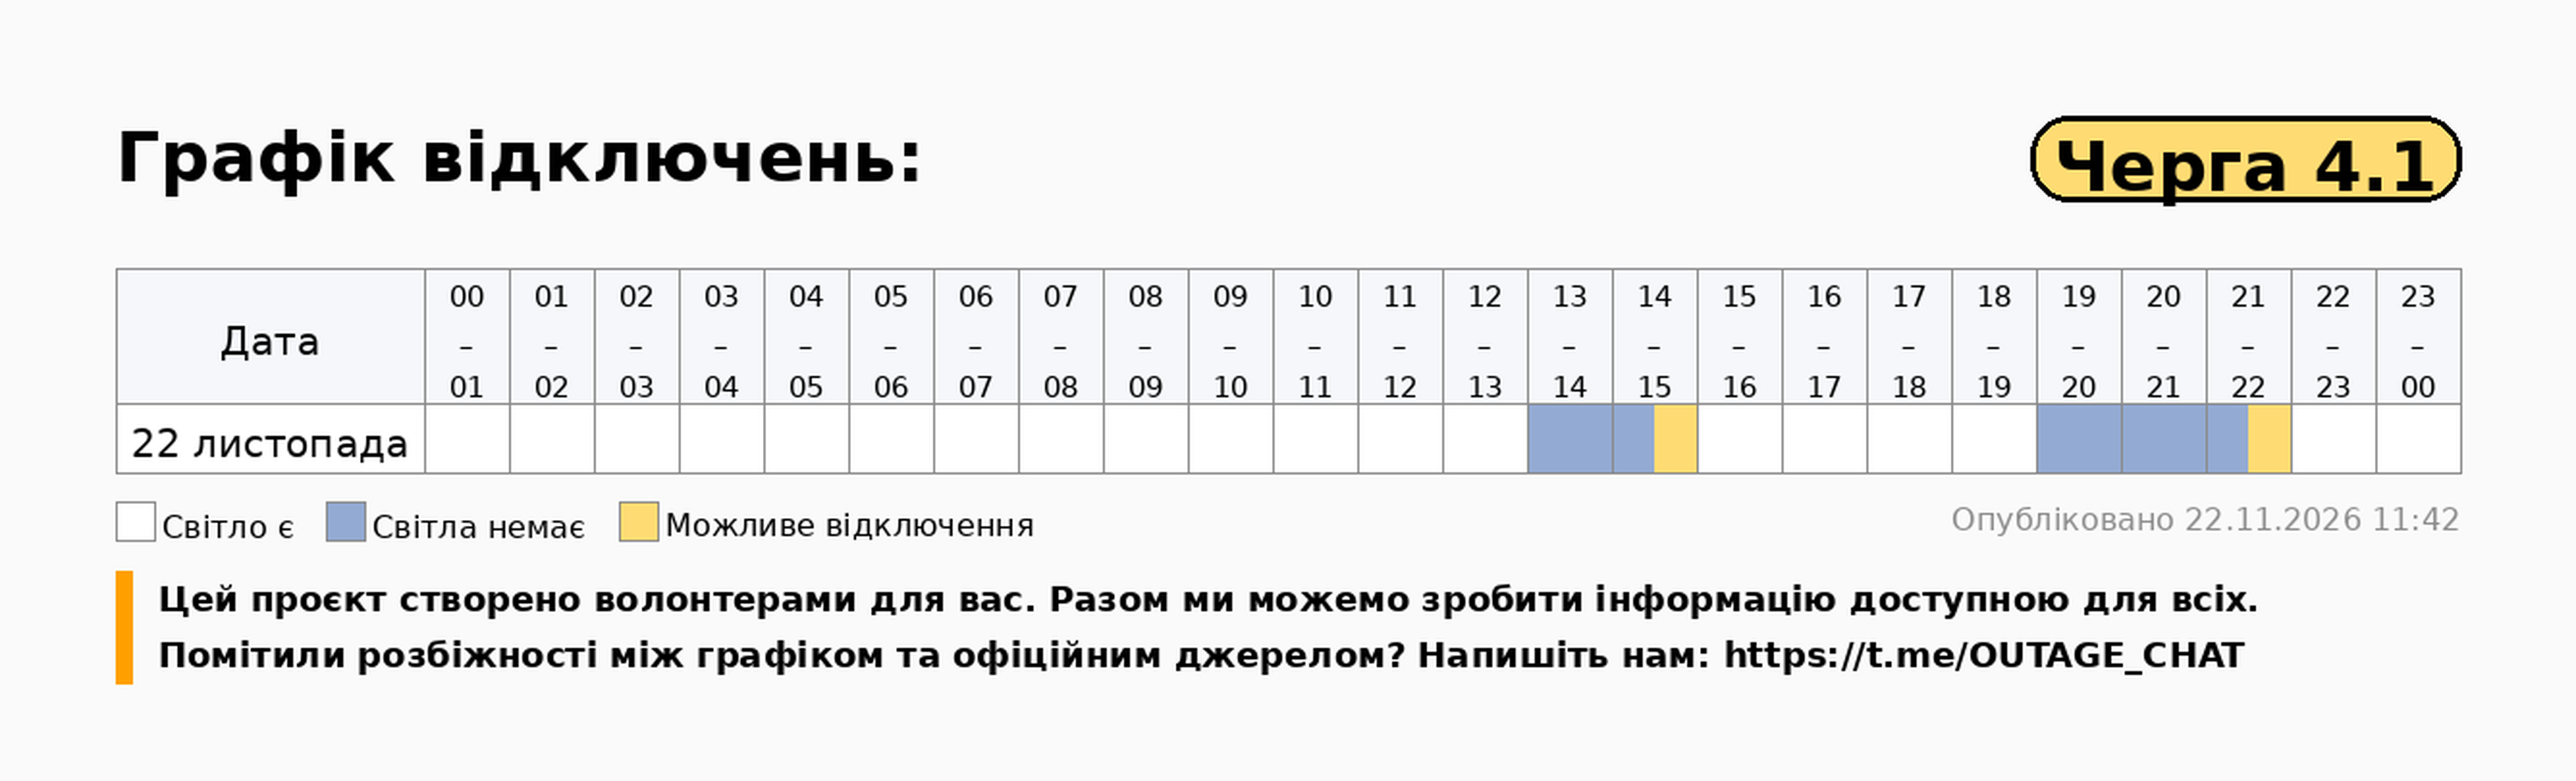 Графік відключень:
Черга 4.1
Дата 00 – 01 01 – 02 02 – 03 03 – 04 04 – 05 05 – 06 06 – 07 07 – 08 08 – 09 09 – 10 10 – 11 11 – 12 12 – 13 13 – 14 14 – 15 15 – 16 16 – 17 17 – 18 18 – 19 19 – 20 20 – 21 21 – 22 22 – 23 23 – 00
22 листопада
Світло є Світла немає Можливе відключення
Опубліковано 22.11.2026 11:42
Цей проєкт створено волонтерами для вас. Разом ми можемо зробити інформацію доступною для всіх.
Помітили розбіжності між графіком та офіційним джерелом? Напишіть нам: https://t.me/OUTAGE_CHAT